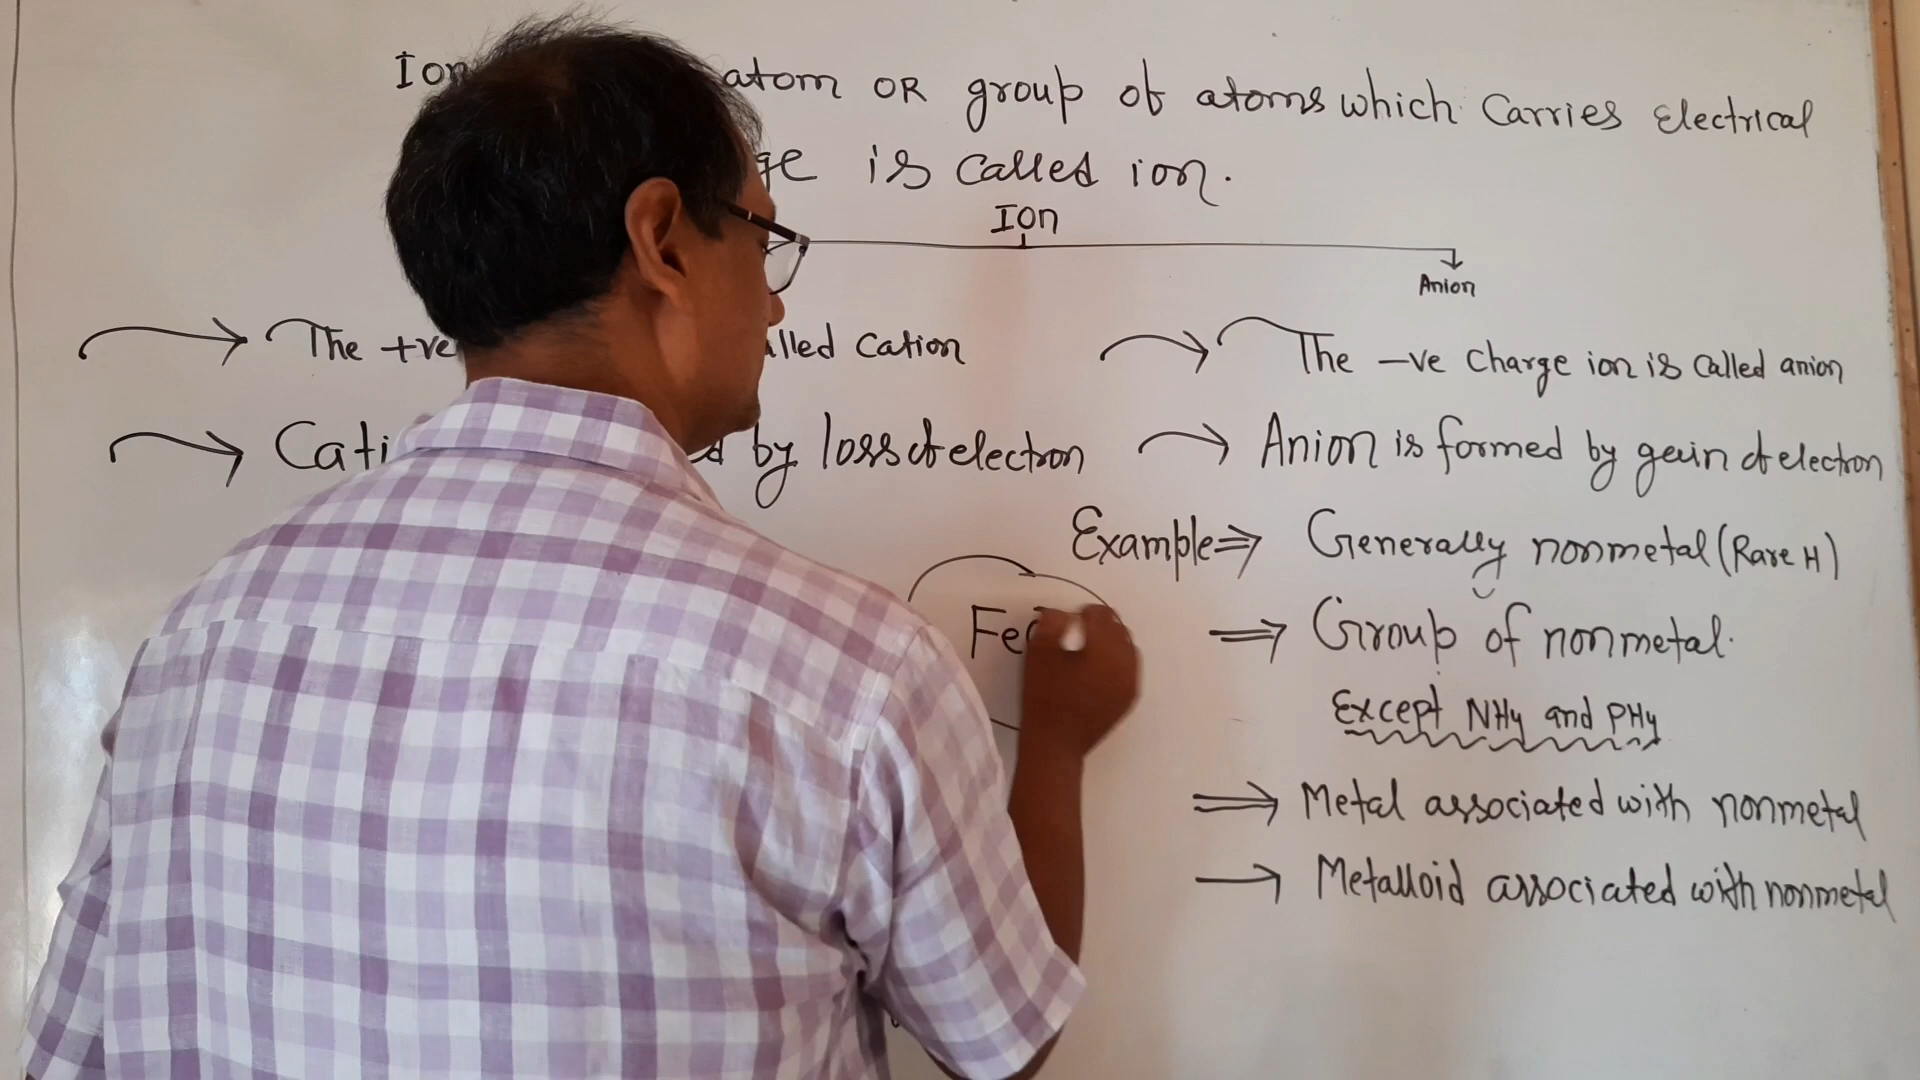 Ion atom OR group of atoms which carries Electrical
ge is called ion.
Ion
Anion
The +ve alled cation
The -ve charge ion is called anion
Cati d by loss of electron
Anion is formed by gain of electron
Example ⇒ Generally nonmetal (Rare H)
Fe
⇒ Group of nonmetal.
Except NH4 and PH4
⇒ Metal associated with nonmetal
→ Metalloid associated with nonmetal